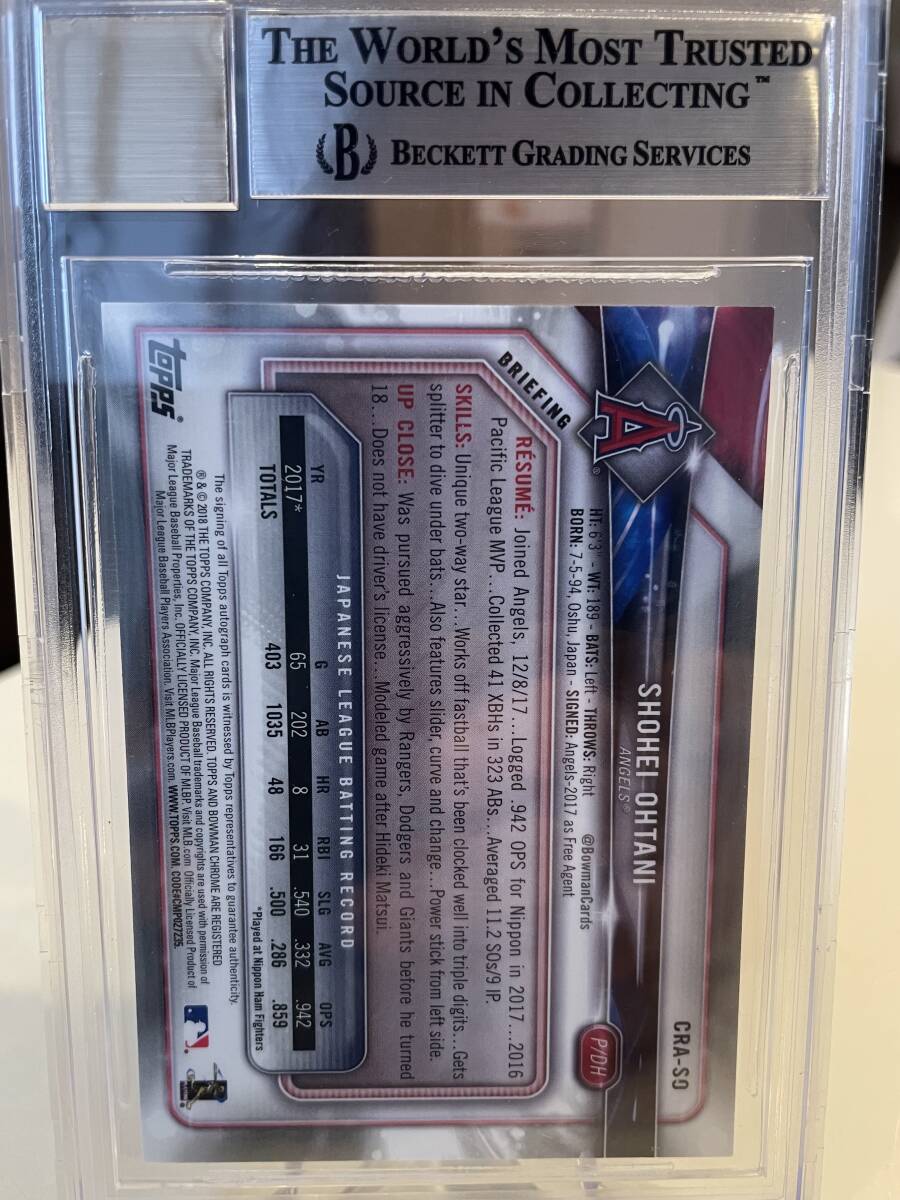 THE WORLD'S MOST TRUSTED
SOURCE IN COLLECTING™
B BECKETT GRADING SERVICES
CRA-SO
SHOHEI OHTANI
ANGELS®
P/DH
A
®
HT: 6'3" - WT: 189 - BATS: Left - THROWS: Right @BowmanCards
BORN: 7-5-94, Oshu, Japan - SIGNED: Angels-2017 as Free Agent
BRIEFING
RÉSUMÉ: Joined Angels, 12/8/17...Logged .942 OPS for Nippon in 2017...2016
Pacific League MVP...Collected 41 XBHs in 323 ABs...Averaged 11.2 SOs/9 IP.
SKILLS: Unique two-way star...Works off fastball that's been clocked well into triple digits...Gets
splitter to dive under bats...Also features slider, curve and change...Power stick from left side.
UP CLOSE: Was pursued aggressively by Rangers, Dodgers and Giants before he turned
18...Does not have driver's license...Modeled game after Hideki Matsui.
JAPANESE LEAGUE BATTING RECORD
YR G AB HR RBI SLG AVG OPS
2017* 65 202 8 31 .540 .332 .942
TOTALS 403 1035 48 166 .500 .286 .859
*Played at Nippon Ham Fighters
The signing of all Topps autograph cards is witnessed by Topps representatives to guarantee authenticity.
® & © 2018 THE TOPPS COMPANY, INC. ALL RIGHTS RESERVED. TOPPS AND BOWMAN CHROME ARE REGISTERED
TRADEMARKS OF THE TOPPS COMPANY, INC. Major League Baseball trademarks and copyrights are used with permission of
Major League Baseball Properties, Inc. OFFICIALLY LICENSED PRODUCT OF MLBP. Visit MLB.com Officially Licensed Product of
Major League Baseball Players Association. Visit MLBPlayers.com. WWW.TOPPS.COM. CODE#CMP027235.
topps®